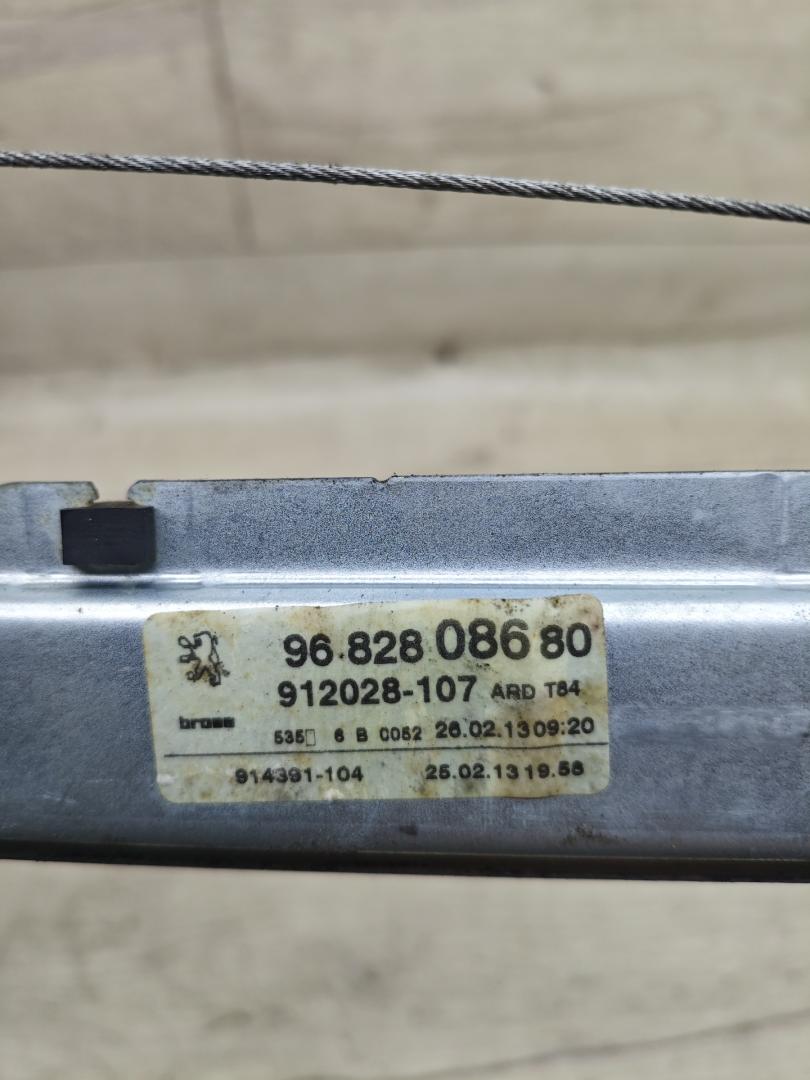 96 828 086 80
912028-107 ARD T84
brose
535▯ 6 B 0052 26.02.13 09:20
914391-104 25.02.13 19.58